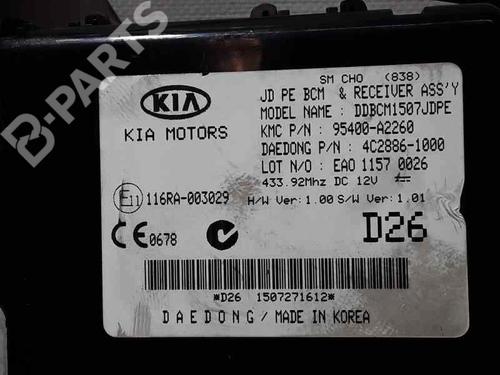 B-PARTS
SM CHO (838)
KIA
JD PE BCM & RECEIVER ASS'Y
MODEL NAME : DDBCM1507JDPE
KIA MOTORS
KMC P/N : 95400-A2260
DAEDONG P/N : 4C2886-1000
LOT N/O : EAO 1157 0026
433.92Mhz DC 12V
E11 116RA-003029
H/W Ver: 1.00 S/W Ver: 1.01
CE 0678
N
D26
*D26 1507271612*
DAEDONG / MADE IN KOREA